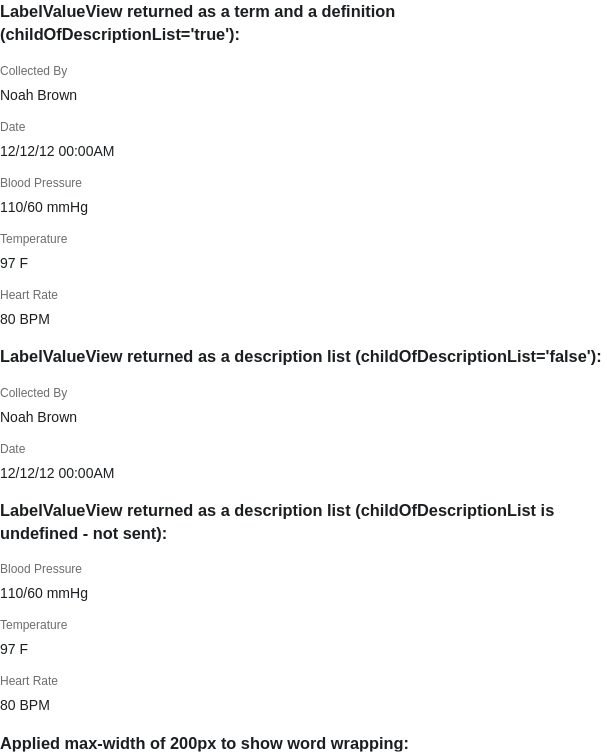 LabelValueView returned as a term and a definition
(childOfDescriptionList='true'):
Collected By
Noah Brown
Date
12/12/12 00:00AM
Blood Pressure
110/60 mmHg
Temperature
97 F
Heart Rate
80 BPM
LabelValueView returned as a description list (childOfDescriptionList='false'):
Collected By
Noah Brown
Date
12/12/12 00:00AM
LabelValueView returned as a description list (childOfDescriptionList is
undefined - not sent):
Blood Pressure
110/60 mmHg
Temperature
97 F
Heart Rate
80 BPM
Applied max-width of 200px to show word wrapping: